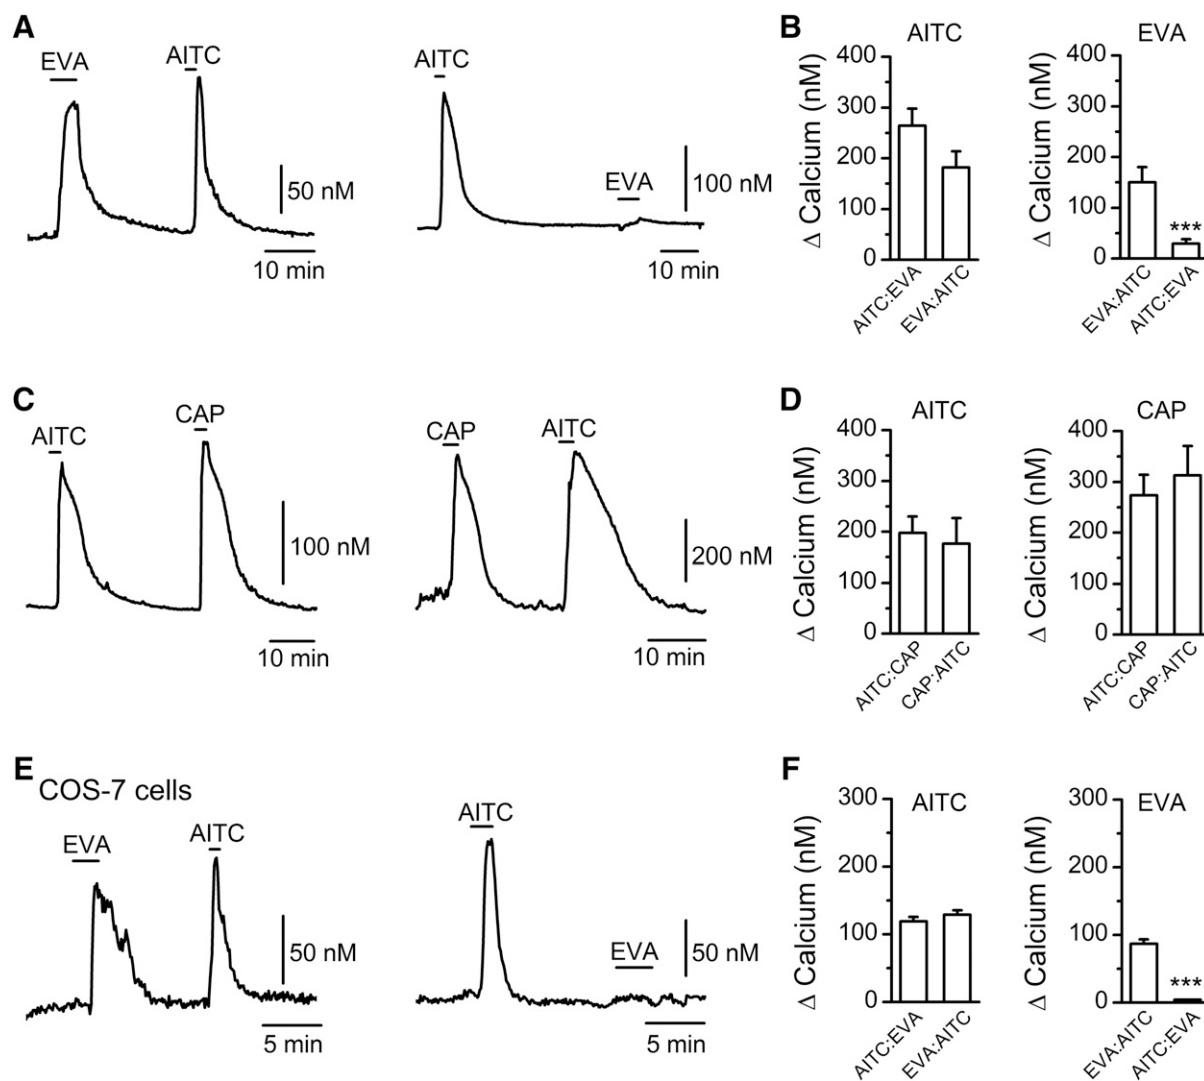 A
EVA
AITC
50 nM
10 min
AITC
EVA
100 nM
10 min
B
AITC
Δ Calcium (nM)
400
300
200
100
0
AITC:EVA
EVA:AITC
EVA
Δ Calcium (nM)
400
300
200
100
0
***
EVA:AITC
AITC:EVA
C
AITC
CAP
100 nM
10 min
CAP
AITC
200 nM
10 min
D
AITC
Δ Calcium (nM)
400
300
200
100
0
AITC:CAP
CAP:AITC
CAP
Δ Calcium (nM)
400
300
200
100
0
AITC:CAP
CAP:AITC
E
COS-7 cells
EVA
AITC
50 nM
5 min
AITC
EVA
50 nM
5 min
F
AITC
Δ Calcium (nM)
300
200
100
0
AITC:EVA
EVA:AITC
EVA
Δ Calcium (nM)
300
200
100
0
***
EVA:AITC
AITC:EVA